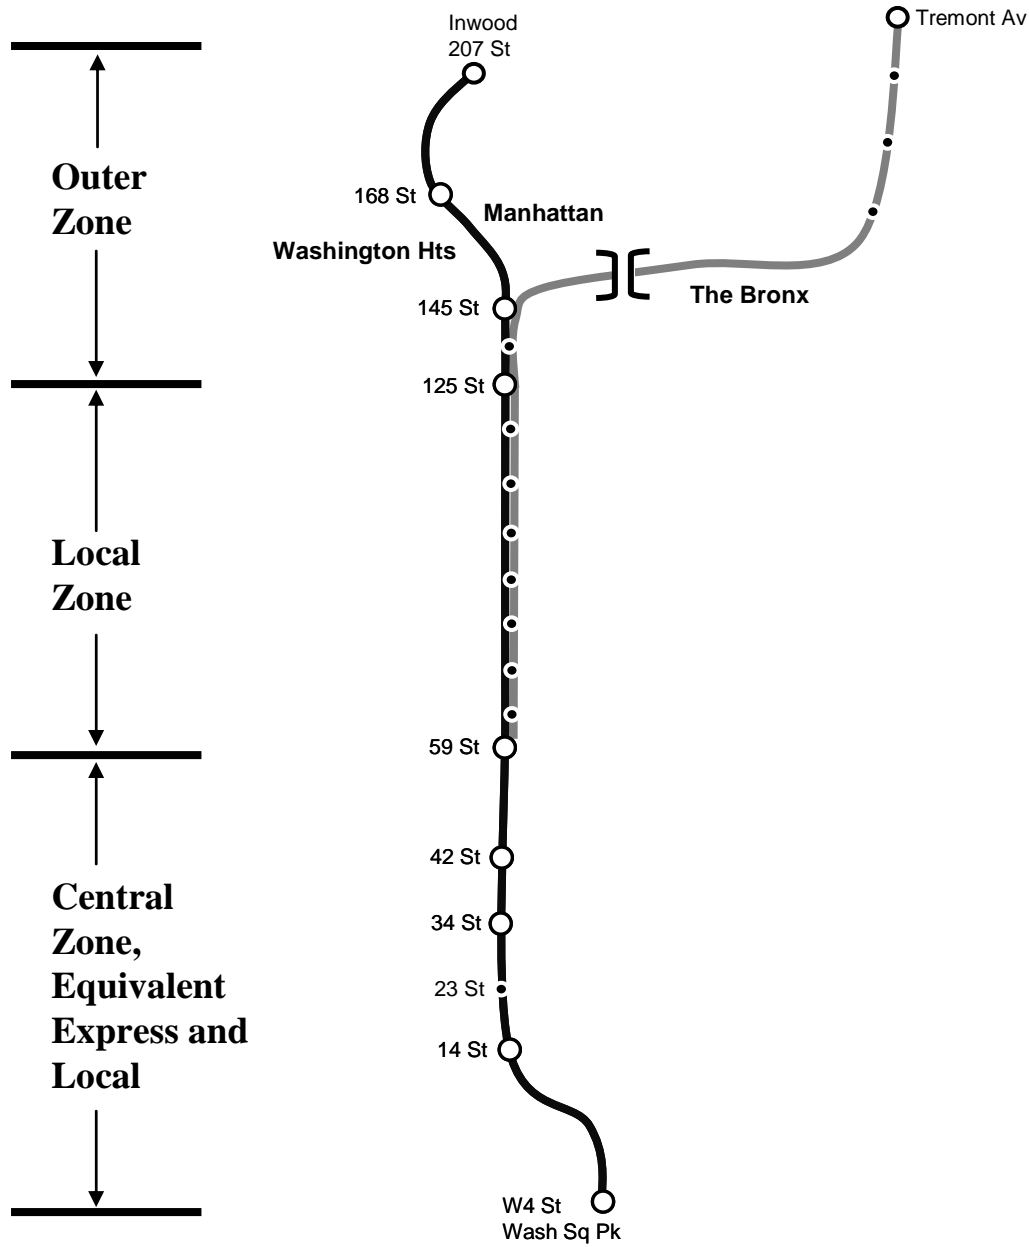 Inwood
207 St
Tremont Av
Outer
Zone
168 St
Manhattan
Washington Hts
The Bronx
145 St
125 St
Local
Zone
59 St
42 St
Central
Zone,
Equivalent
Express and
Local
34 St
23 St
14 St
W4 St
Wash Sq Pk